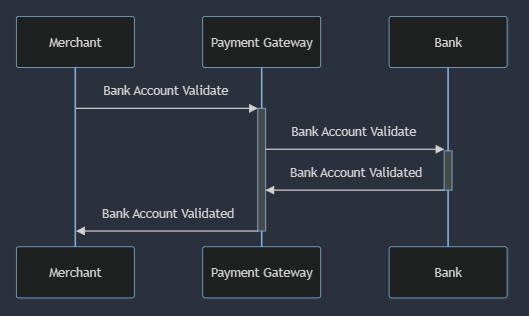 Merchant
Payment Gateway
Bank
Bank Account Validate
Bank Account Validate
Bank Account Validated
Bank Account Validated
Merchant
Payment Gateway
Bank